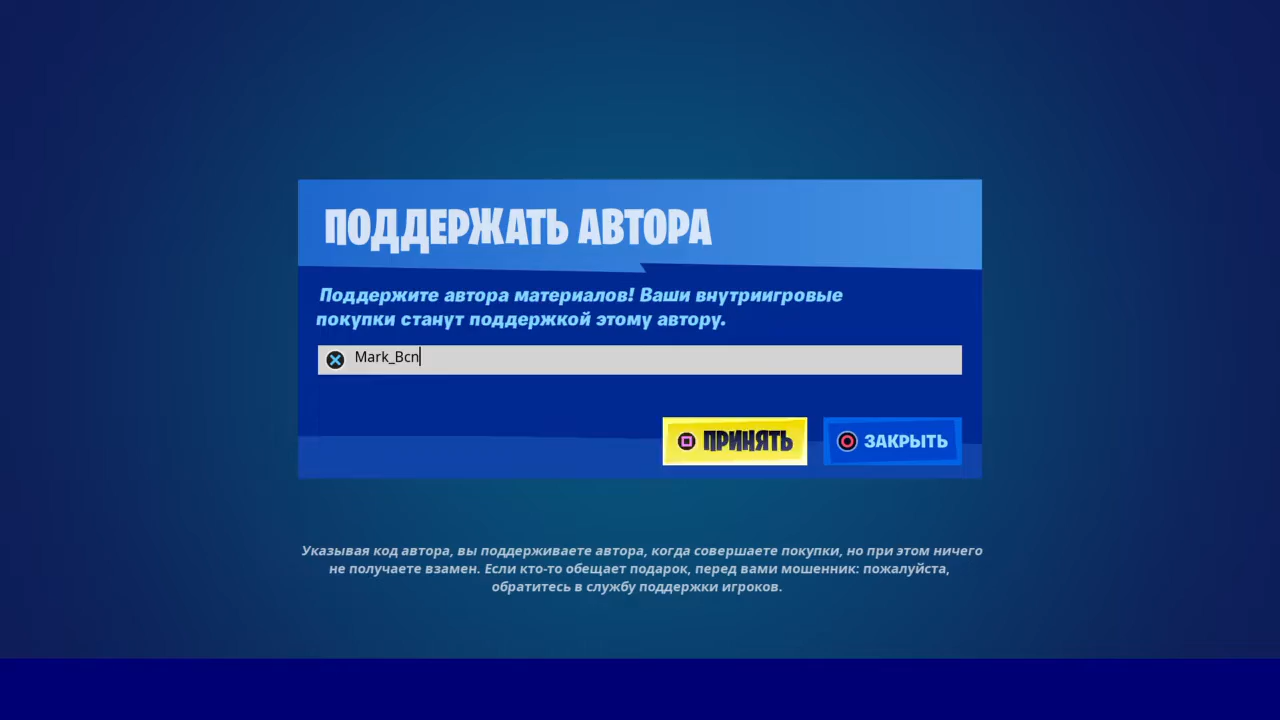 ПОДДЕРЖАТЬ АВТОРА
Поддержите автора материалов! Ваши внутриигровые
покупки станут поддержкой этому автору.
Mark_Bcn
ПРИНЯТЬ
ЗАКРЫТЬ
Указывая код автора, вы поддерживаете автора, когда совершаете покупки, но при этом ничего
не получаете взамен. Если кто-то обещает подарок, перед вами мошенник: пожалуйста,
обратитесь в службу поддержки игроков.